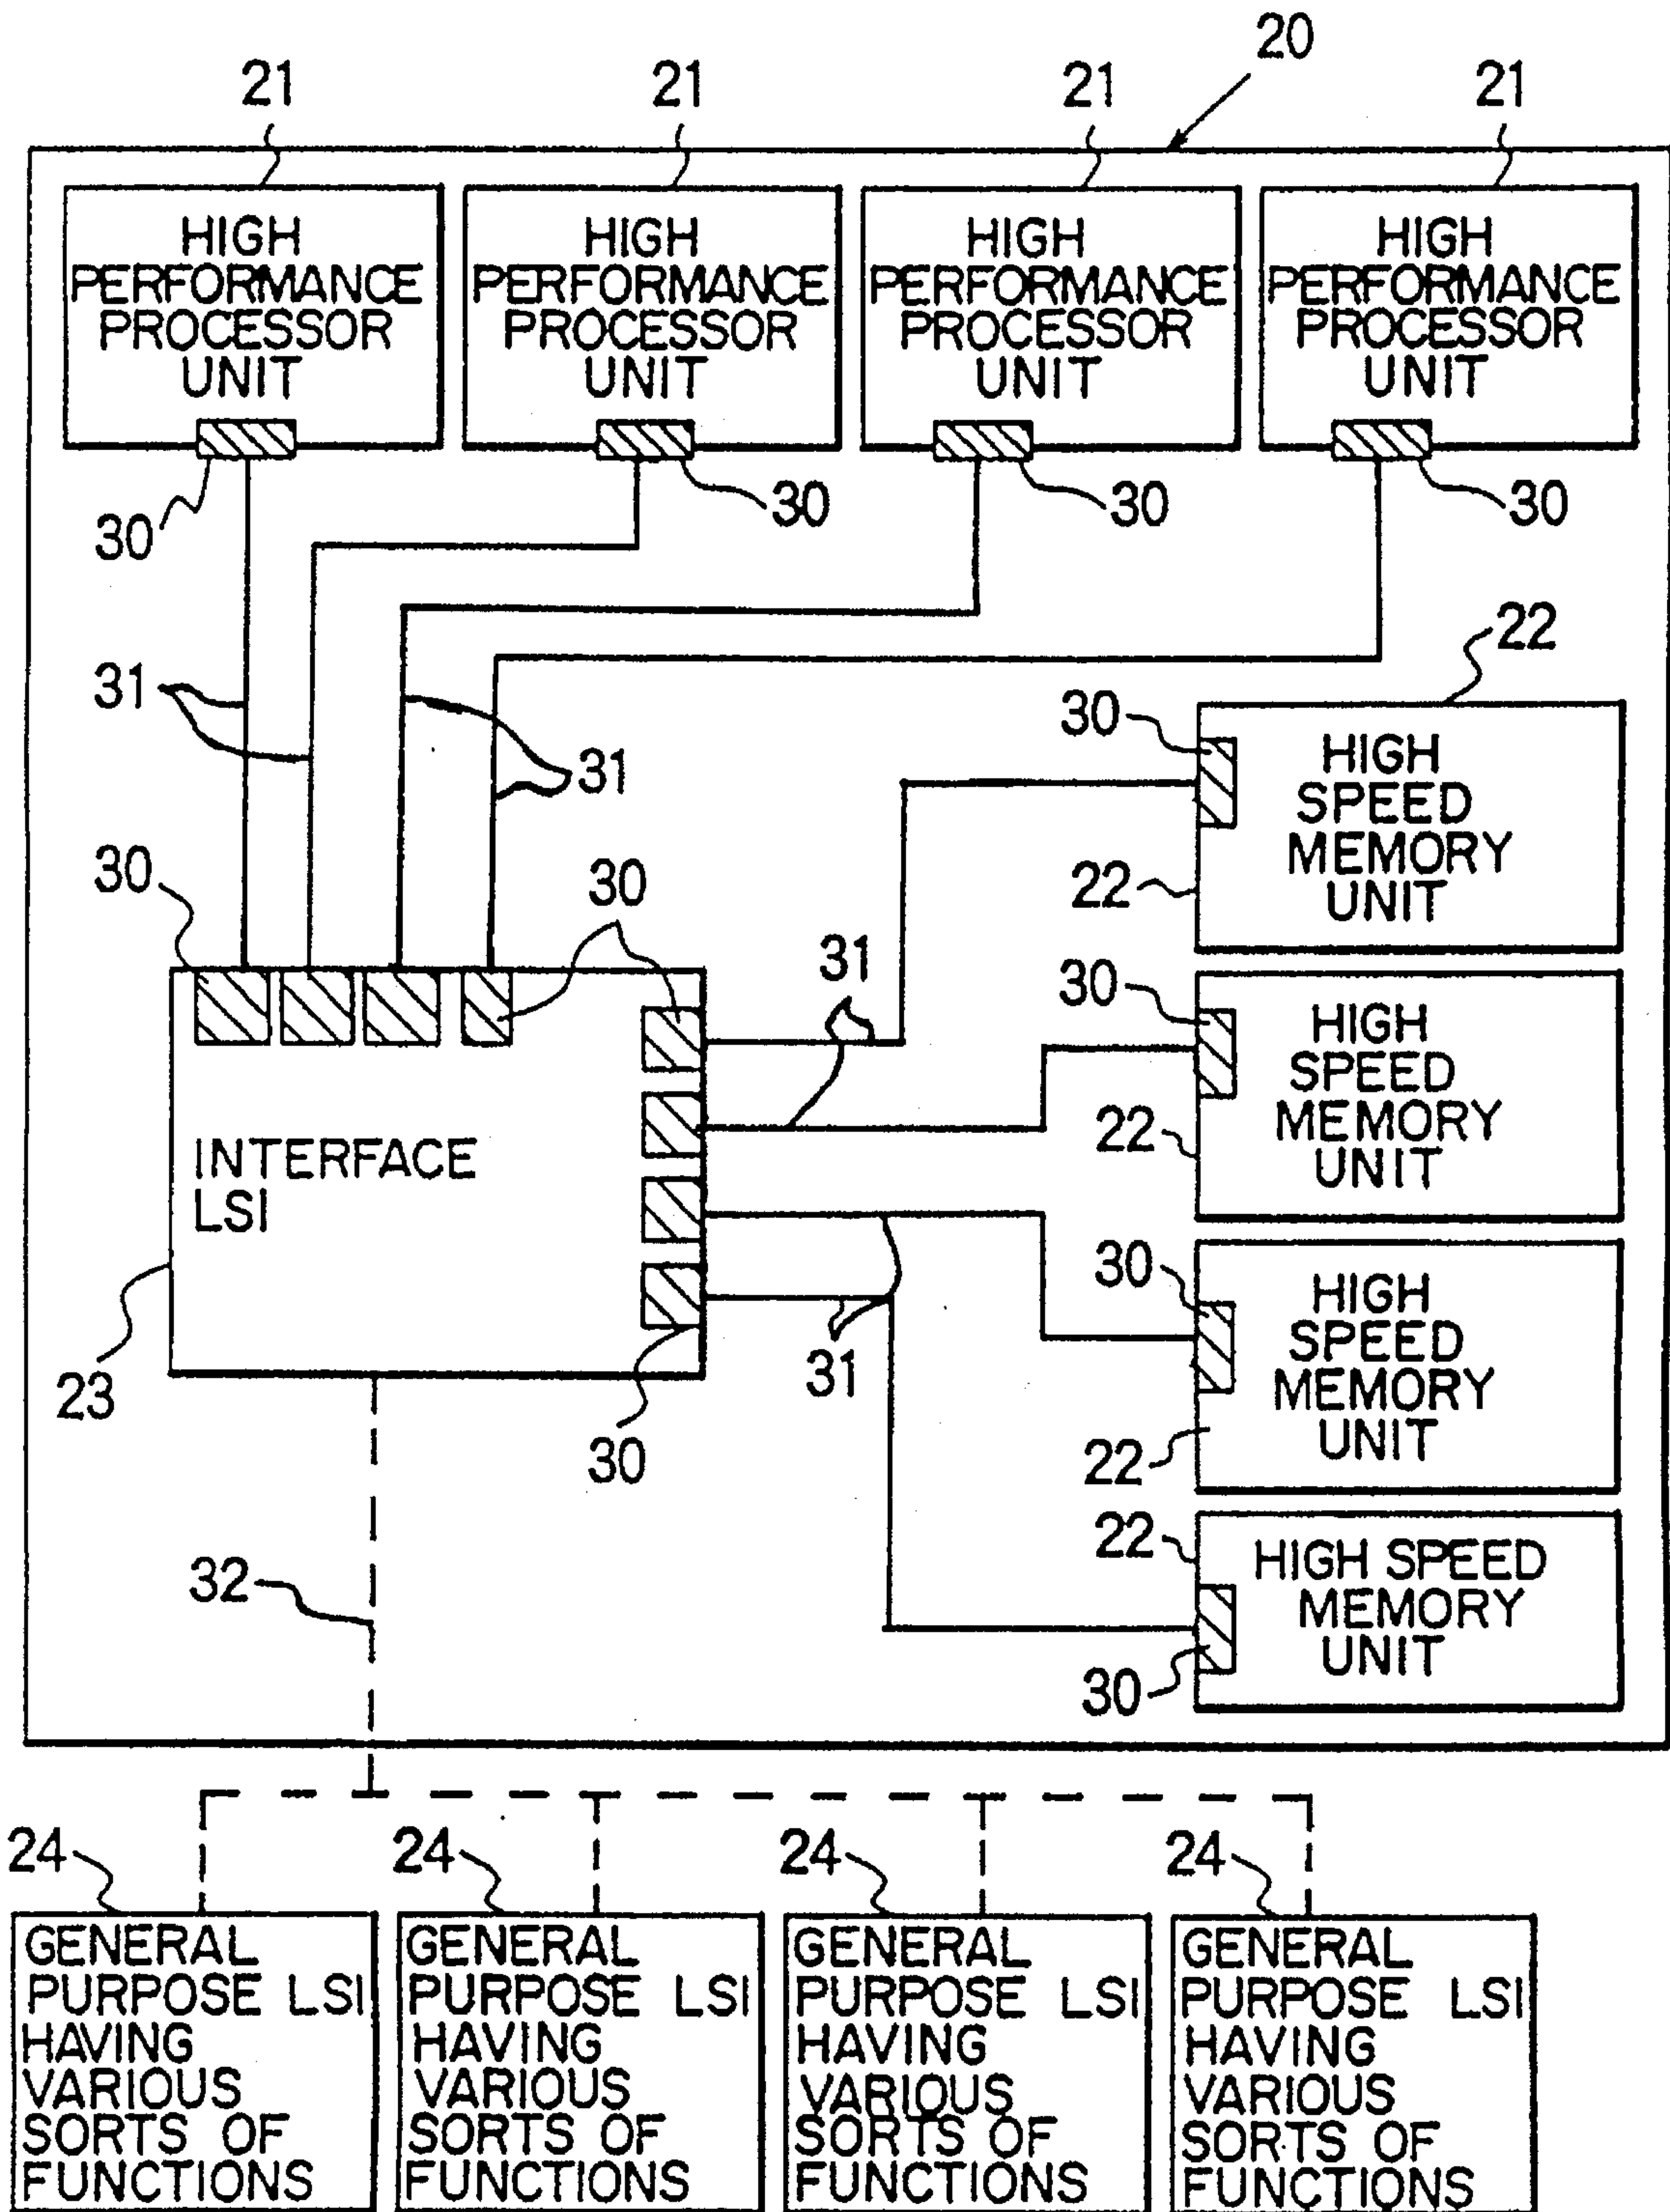 20
21
21
21
21
HIGH
PERFORMANCE
PROCESSOR
UNIT
HIGH
PERFORMANCE
PROCESSOR
UNIT
HIGH
PERFORMANCE
PROCESSOR
UNIT
HIGH
PERFORMANCE
PROCESSOR
UNIT
30
30
30
30
31
31
22
30
HIGH
SPEED
MEMORY
UNIT
22
30
30
31
30
HIGH
SPEED
MEMORY
UNIT
22
INTERFACE
LSI
23
30
31
30
HIGH
SPEED
MEMORY
UNIT
22
22
HIGH SPEED
MEMORY
UNIT
30
32
24
24
24
24
GENERAL
PURPOSE LSI
HAVING
VARIOUS
SORTS OF
FUNCTIONS
GENERAL
PURPOSE LSI
HAVING
VARIOUS
SORTS OF
FUNCTIONS
GENERAL
PURPOSE LSI
HAVING
VARIOUS
SORTS OF
FUNCTIONS
GENERAL
PURPOSE LSI
HAVING
VARIOUS
SORTS OF
FUNCTIONS